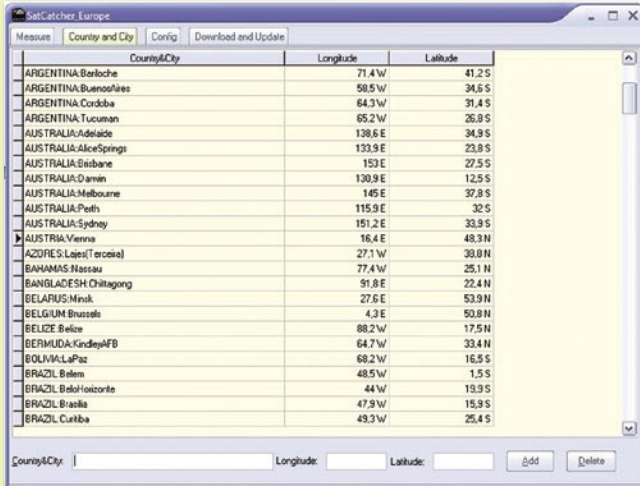 SatCatcher_Europe
Measure Country and City Config Download and Update
Country&City Longitude Latitude
ARGENTINA:Bariloche 71,4 W 41,2 S
ARGENTINA:BuenosAires 58,5 W 34,6 S
ARGENTINA:Cordoba 64,3 W 31,4 S
ARGENTINA:Tucuman 65,2 W 26,8 S
AUSTRALIA:Adelaide 138,6 E 34,9 S
AUSTRALIA:AliceSprings 133,9 E 23,8 S
AUSTRALIA:Brisbane 153 E 27,5 S
AUSTRALIA:Darwin 130,9 E 12,5 S
AUSTRALIA:Melbourne 145 E 37,8 S
AUSTRALIA:Perth 115,9 E 32 S
AUSTRALIA:Sydney 151,2 E 33,9 S
AUSTRIA:Vienna 16,4 E 48,3 N
AZORES:Lajes(Terceira) 27,1 W 38,8 N
BAHAMAS:Nassau 77,4 W 25,1 N
BANGLADESH:Chittagong 91,8 E 22,4 N
BELARUS:Minsk 27,6 E 53,9 N
BELGIUM:Brussels 4,3 E 50,8 N
BELIZE:Belize 88,2 W 17,5 N
BERMUDA:KindleyAFB 64,7 W 33,4 N
BOLIVIA:LaPaz 68,2 W 16,5 S
BRAZIL:Belem 48,5 W 1,5 S
BRAZIL:BeloHorizonte 44 W 19,9 S
BRAZIL:Brasilia 47,9 W 15,9 S
BRAZIL:Curitiba 49,3 W 25,4 S
Country&City: Longitude: Latitude: Add Delete